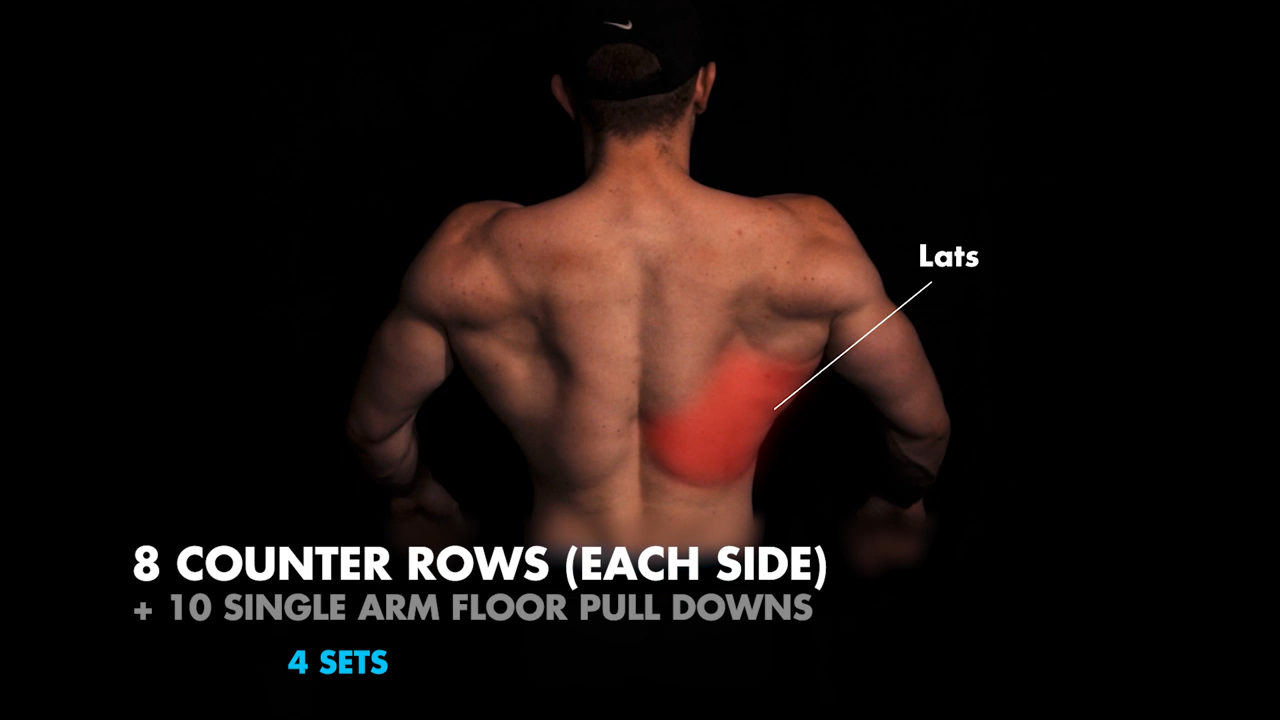 Lats
8 COUNTER ROWS (EACH SIDE)
+ 10 SINGLE ARM FLOOR PULL DOWNS
4 SETS